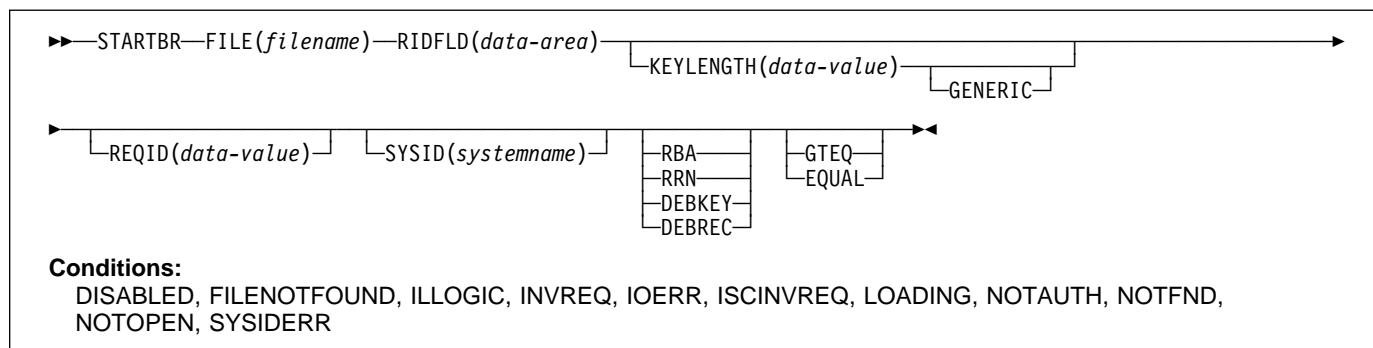 STARTBR FILE(filename) RIDFLD(data-area)
KEYLENGTH(data-value)
GENERIC
REQID(data-value) SYSID(systemname) RBA GTEQ
RRN EQUAL
DEBKEY
DEBREC
Conditions:
DISABLED, FILENOTFOUND, ILLOGIC, INVREQ, IOERR, ISCINVREQ, LOADING, NOTAUTH, NOTFND,
NOTOPEN, SYSIDERR